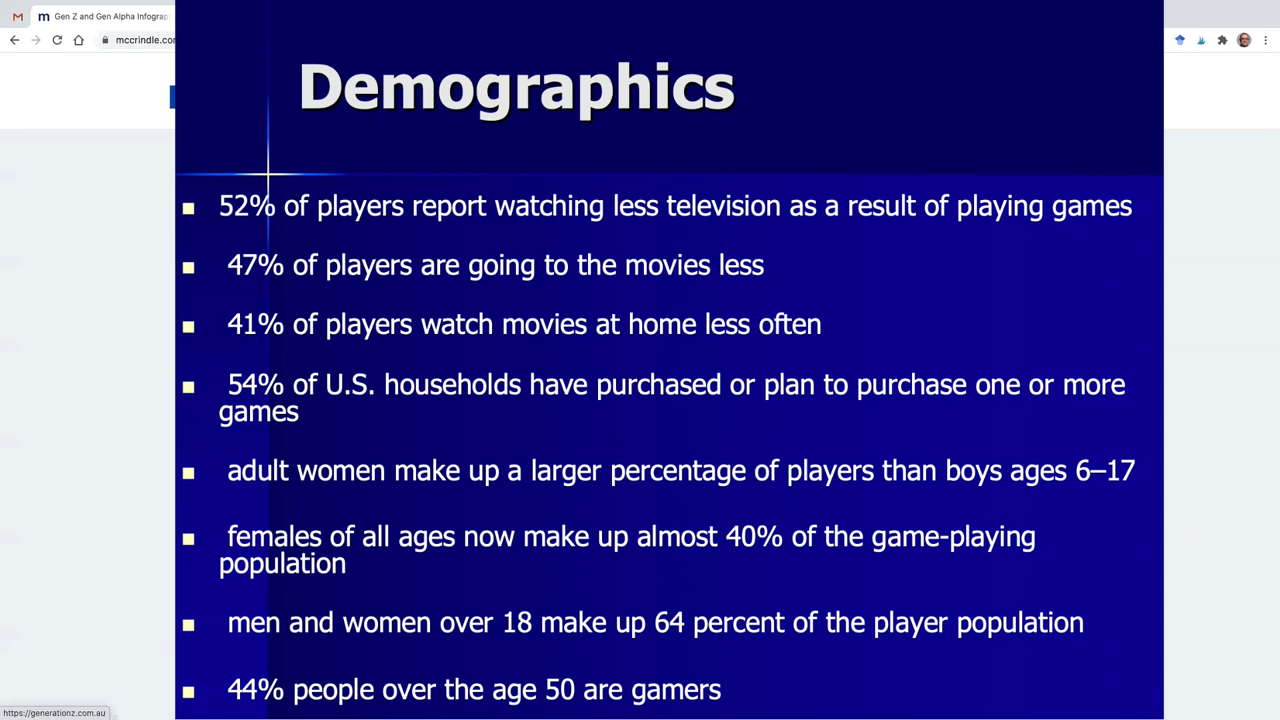 Gen Z and Gen Alpha Infograp
mccrindle.co
Demographics
52% of players report watching less television as a result of playing games
47% of players are going to the movies less
41% of players watch movies at home less often
54% of U.S. households have purchased or plan to purchase one or more
games
adult women make up a larger percentage of players than boys ages 6–17
females of all ages now make up almost 40% of the game-playing
population
men and women over 18 make up 64 percent of the player population
44% people over the age 50 are gamers
https://generationz.com.au